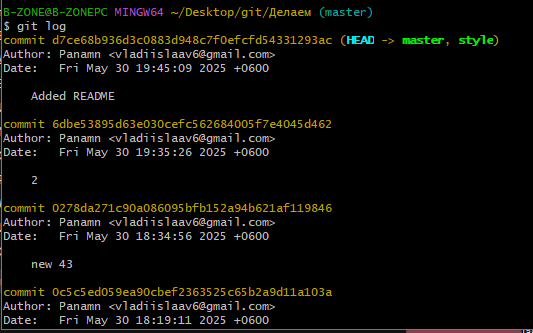 B-ZONE@B-ZONEPC MINGW64 ~/Desktop/git/Делаем (master)
$ git log
commit d7ce68b936d3c0883d948c7f0efcfd54331293ac (HEAD -> master, style)
Author: Panamn <vladiislaav6@gmail.com>
Date:   Fri May 30 19:45:09 2025 +0600
    Added README
commit 6dbe53895d63e030cefc562684005f7e4045d462
Author: Panamn <vladiislaav6@gmail.com>
Date:   Fri May 30 19:35:26 2025 +0600
    2
commit 0278da271c90a086095bfb152a94b621af119846
Author: Panamn <vladiislaav6@gmail.com>
Date:   Fri May 30 18:34:56 2025 +0600
    new 43
commit 0c5c5ed059ea90cbef2363525c65b2a9d11a103a
Author: Panamn <vladiislaav6@gmail.com>
Date:   Fri May 30 18:19:11 2025 +0600